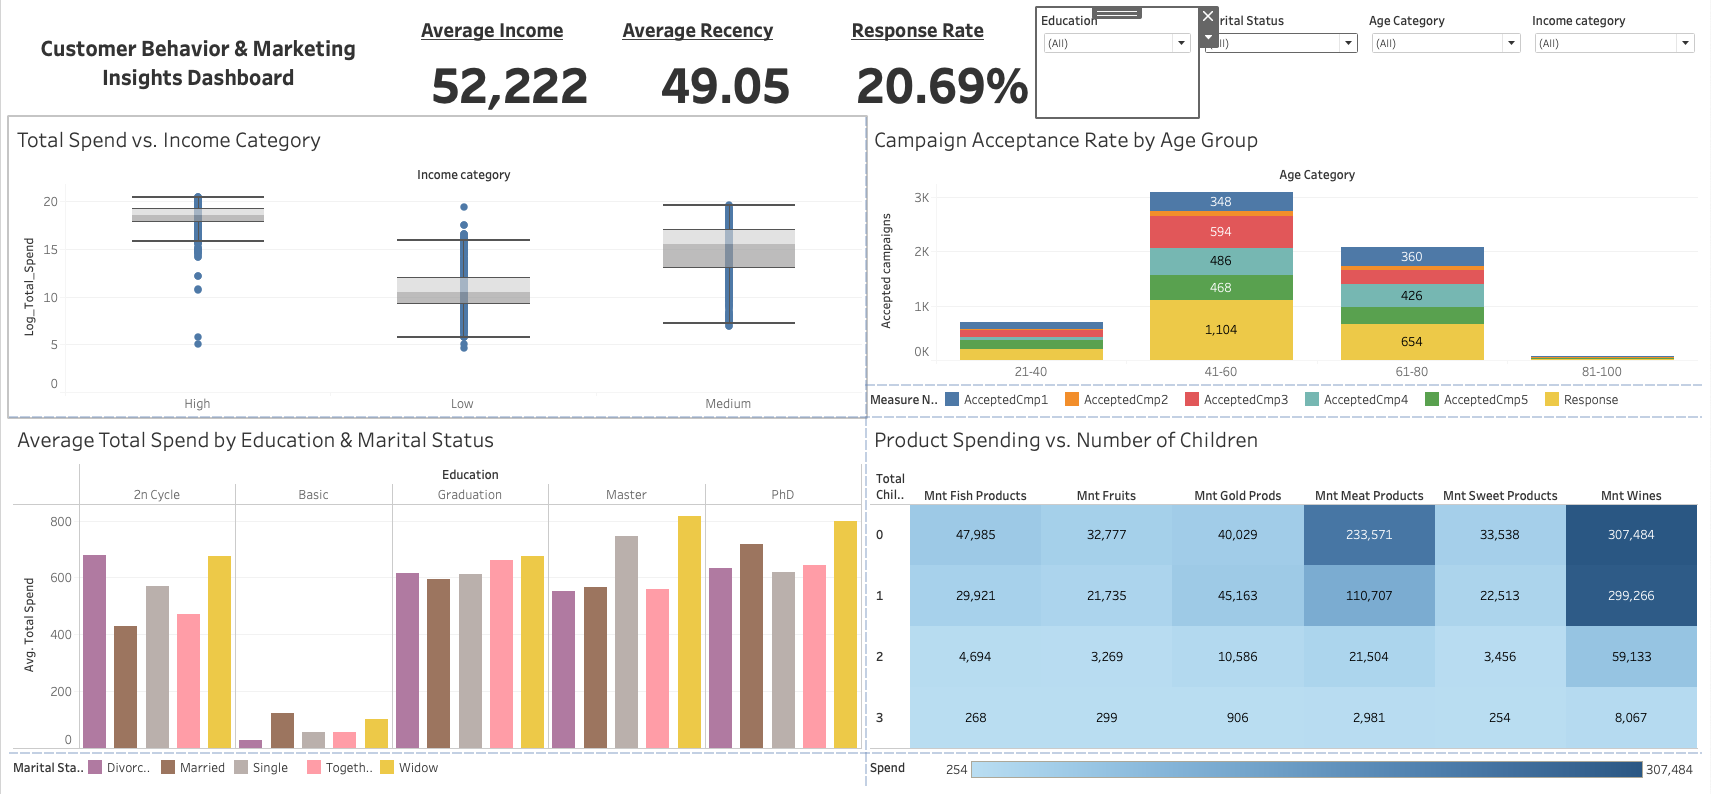 Customer Behavior & Marketing
Insights Dashboard
Average Income
52,222
Average Recency
49.05
Response Rate
20.69%
Education
(All)
rital Status
Age Category
(All)
Income category
(All)
Total Spend vs. Income Category
Income category
Log_Total_Spend
20
15
10
5
0
High
Low
Medium
Campaign Acceptance Rate by Age Group
Age Category
Accepted campaigns
3K
2K
1K
0K
348
594
486
468
1,104
360
426
654
21-40
41-60
61-80
81-100
Measure N.. AcceptedCmp1 AcceptedCmp2 AcceptedCmp3 AcceptedCmp4 AcceptedCmp5 Response
Average Total Spend by Education & Marital Status
Education
2n Cycle Basic Graduation Master PhD
Avg. Total Spend
800
600
400
200
0
Marital Sta.. Divorc.. Married Single Togeth.. Widow
Product Spending vs. Number of Children
Total
Chil.. Mnt Fish Products Mnt Fruits Mnt Gold Prods Mnt Meat Products Mnt Sweet Products Mnt Wines
0 47,985 32,777 40,029 233,571 33,538 307,484
1 29,921 21,735 45,163 110,707 22,513 299,266
2 4,694 3,269 10,586 21,504 3,456 59,133
3 268 299 906 2,981 254 8,067
Spend 254 307,484